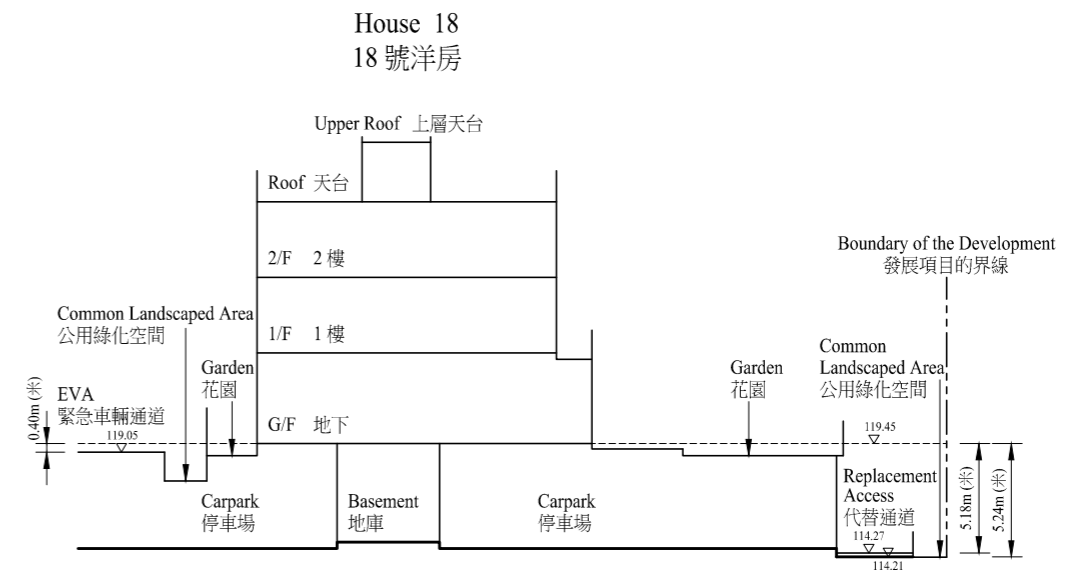 House 18
18 號洋房
Upper Roof 上層天台
Roof 天台
2/F 2 樓
Boundary of the Development
發展項目的界線
Common Landscaped Area
公用綠化空間
1/F 1 樓
Common
Landscaped Area
公用綠化空間
Garden
花園
Garden
花園
0.40m (米)
EVA
緊急車輛通道
119.05
G/F 地下
119.45
Carpark
停車場
Basement
地庫
Carpark
停車場
Replacement
Access
代替通道
114.27
114.21
5.18m (米)
5.24m (米)